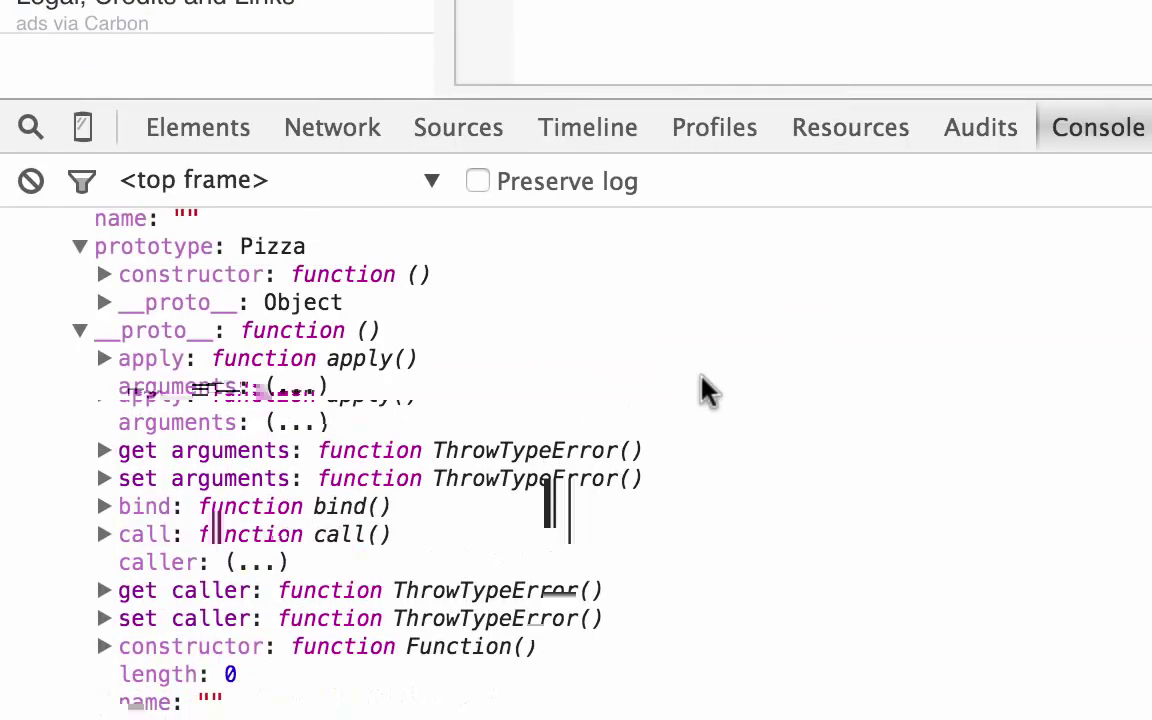 Legal, Credits and Links
ads via Carbon
Elements Network Sources Timeline Profiles Resources Audits Console
<top frame> Preserve log
name: ""
prototype: Pizza
constructor: function ()
__proto__: Object
__proto__: function ()
apply: function apply()
arguments: (...)
arguments: (...)
get arguments: function ThrowTypeError()
set arguments: function ThrowTypeError()
bind: function bind()
call: function call()
caller: (...)
get caller: function ThrowTypeError()
set caller: function ThrowTypeError()
constructor: function Function()
length: 0
name: ""